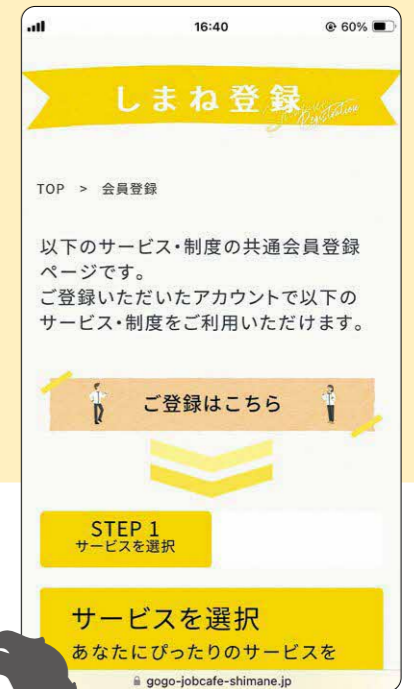 16:40
60%
しまね登録
Shimane
Registration
TOP > 会員登録
以下のサービス・制度の共通会員登録
ページです。
ご登録いただいたアカウントで以下の
サービス・制度をご利用いただけます。
ご登録はこちら
STEP 1
サービスを選択
サービスを選択
あなたにぴったりのサービスを
gogo-jobcafe-shimane.jp